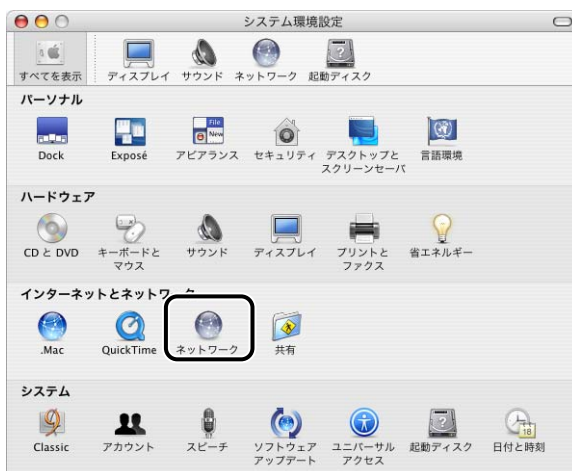 システム環境設定
すべてを表示 ディスプレイ サウンド ネットワーク 起動ディスク
パーソナル
File
New
Dock Exposé アピアランス セキュリティ デスクトップと スクリーンセーバ 言語環境
ハードウェア
CD と DVD キーボードと マウス サウンド ディスプレイ プリントと ファクス 省エネルギー
インターネットとネットワーク
.Mac QuickTime ネットワーク 共有
システム
18
Classic アカウント スピーチ ソフトウェア アップデート ユニバーサル アクセス 起動ディスク 日付と時刻